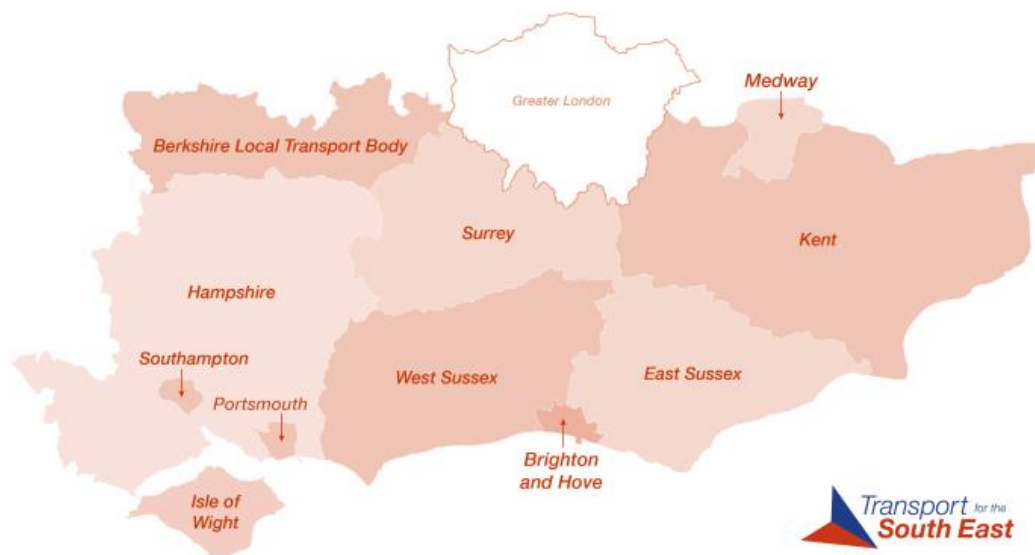 Greater London
Medway
Berkshire Local Transport Body
Surrey
Kent
Hampshire
Southampton
West Sussex
East Sussex
Portsmouth
Brighton
and Hove
Isle of
Wight
Transport for the
South East